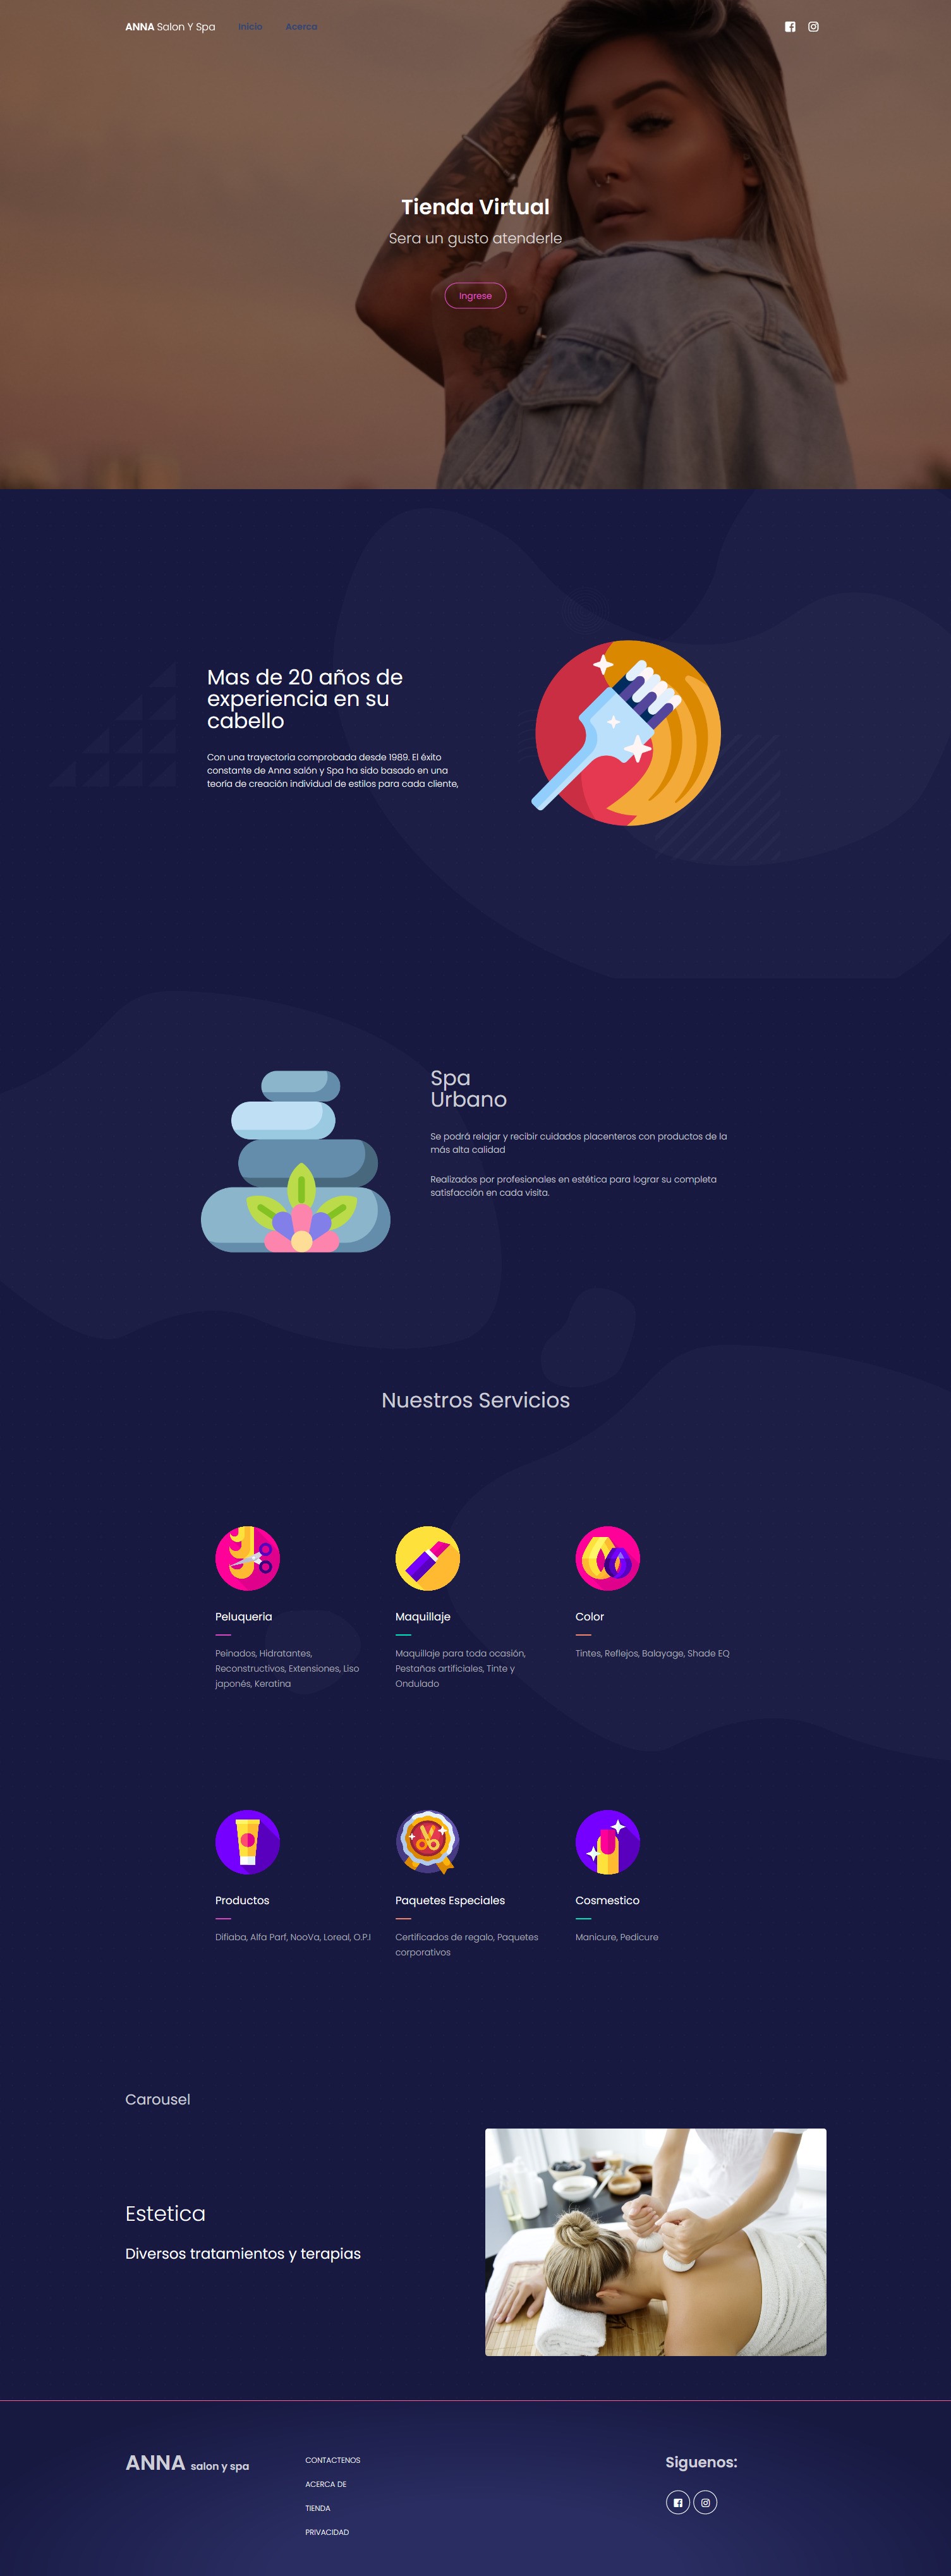 ANNA Salon Y Spa Inicio Acerca
Tienda Virtual
Sera un gusto atenderle
Ingrese
Mas de 20 años de
experiencia en su
cabello
Con una trayectoria comprobada desde 1989. El éxito
constante de Anna salón y Spa ha sido basado en una
teoría de creación individual de estilos para cada cliente,
Spa
Urbano
Se podrá relajar y recibir cuidados placenteros con productos de la
más alta calidad
Realizados por profesionales en estética para lograr su completa
satisfacción en cada visita.
Nuestros Servicios
Peluqueria
Peinados, Hidratantes,
Reconstructivos, Extensiones, Liso
japonés, Keratina
Maquillaje
Maquillaje para toda ocasión,
Pestañas artificiales, Tinte y
Ondulado
Color
Tintes, Reflejos, Balayage, Shade EQ
Productos
Difiaba, Alfa Parf, NooVa, Loreal, O.P.I
Paquetes Especiales
Certificados de regalo, Paquetes
corporativos
Cosmestico
Manicure, Pedicure
Carousel
Estetica
Diversos tratamientos y terapias
ANNA salon y spa
CONTACTENOS
ACERCA DE
TIENDA
PRIVACIDAD
Siguenos: